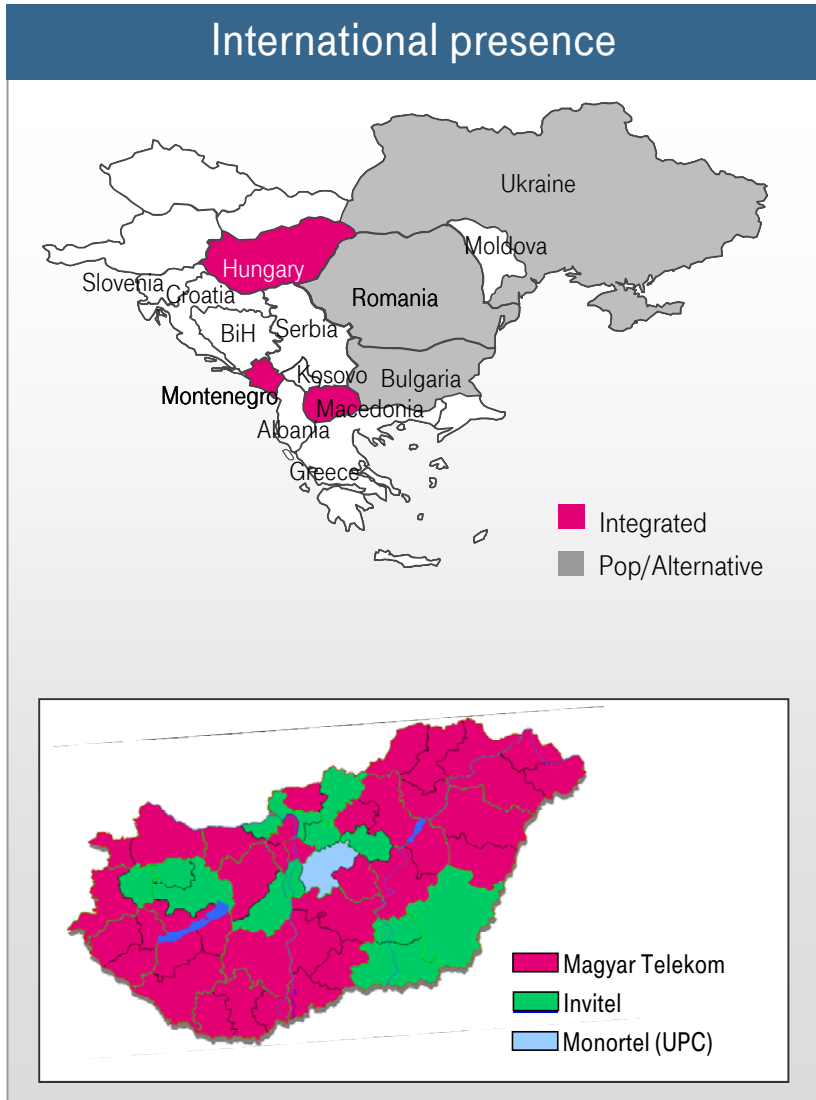 International presence
Ukraine
Moldova
Hungary
Slovenia
Croatia
Romania
BiH
Serbia
Kosovo
Bulgaria
Montenegro
Macedonia
Albania
Greece
Integrated
Pop/Alternative
Magyar Telekom
Invitel
Monortel (UPC)